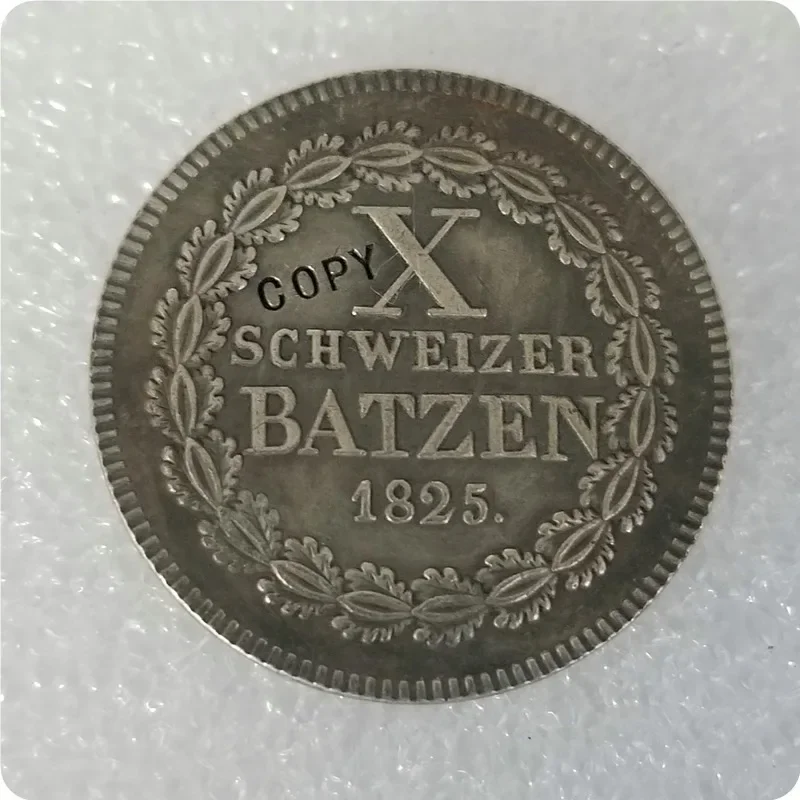 X
COPY
SCHWEIZER
BATZEN
1825.